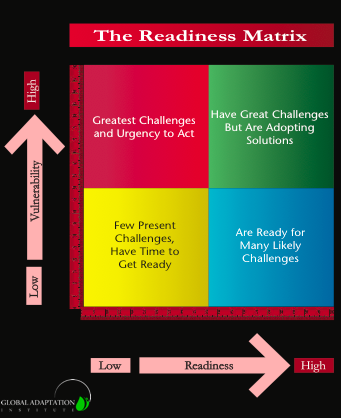 The Readiness Matrix
High
Vulnerability
Low
Greatest Challenges
and Urgency to Act
Have Great Challenges
But Are Adopting
Solutions
Few Present
Challenges,
Have Time to
Get Ready
Are Ready for
Many Likely
Challenges
Low
Readiness
High
GLOBAL ADAPTATION
INSTITUTE